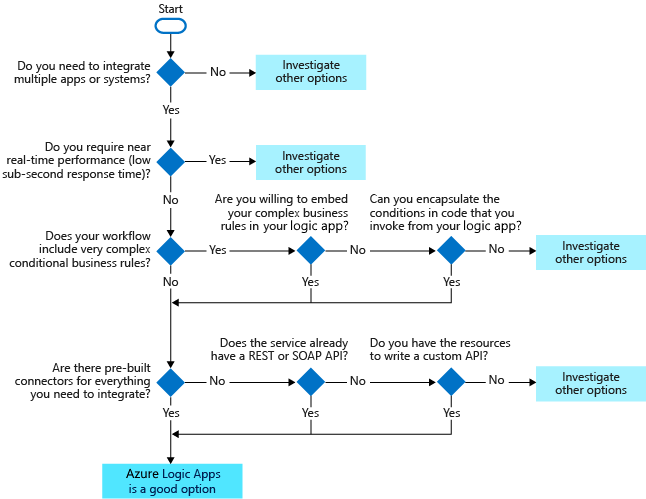 Start
Do you need to integrate
multiple apps or systems?
No
Investigate
other options
Yes
Do you require near
real-time performance (low
sub-second response time)?
Yes
Investigate
other options
No
Does your workflow
include very complex
conditional business rules?
Yes
Are you willing to embed
your complex business
rules in your logic app?
No
Can you encapsulate the
conditions in code that you
invoke from your logic app?
No
Investigate
other options
No
Yes
Yes
Are there pre-built
connectors for everything
you need to integrate?
No
Does the service already
have a REST or SOAP API?
No
Do you have the resources
to write a custom API?
No
Investigate
other options
Yes
Yes
Yes
Azure Logic Apps
is a good option